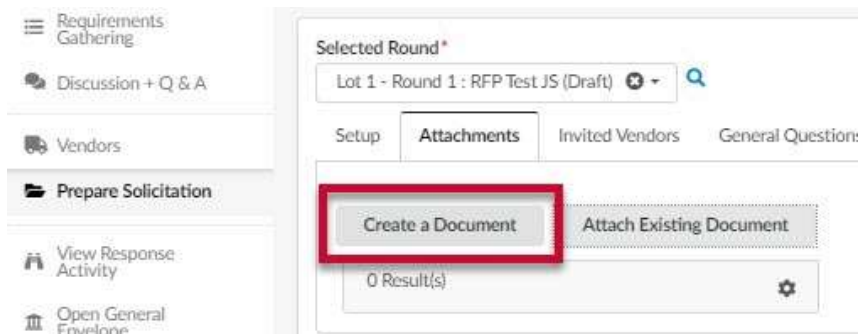 Requirements
Gathering
Discussion + Q & A
Vendors
Prepare Solicitation
View Response
Activity
Open General
Envelope
Selected Round*
Lot 1 - Round 1 : RFP Test JS (Draft)
Setup
Attachments
Invited Vendors
General Questions
Create a Document
Attach Existing Document
0 Result(s)